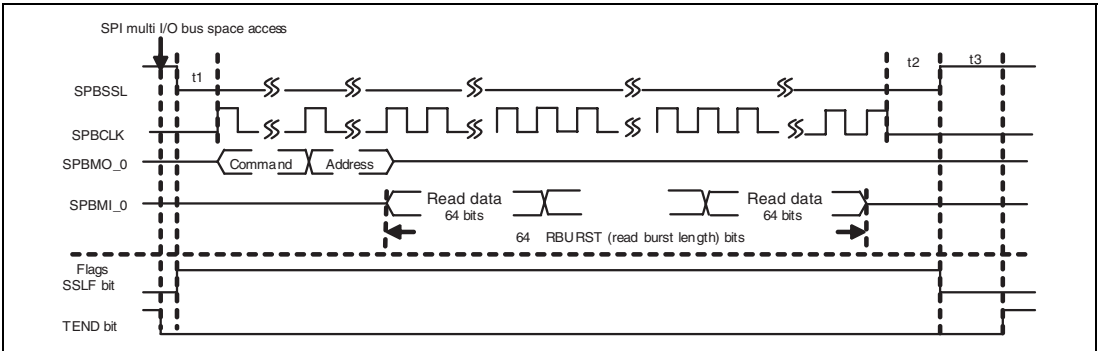 SPI multi I/O bus space access
t1
t2
t3
SPBSSL
SPBCLK
SPBMO_0
Command
Address
SPBMI_0
Read data
64 bits
Read data
64 bits
64 RBURST (read burst length) bits
Flags
SSLF bit
TEND bit